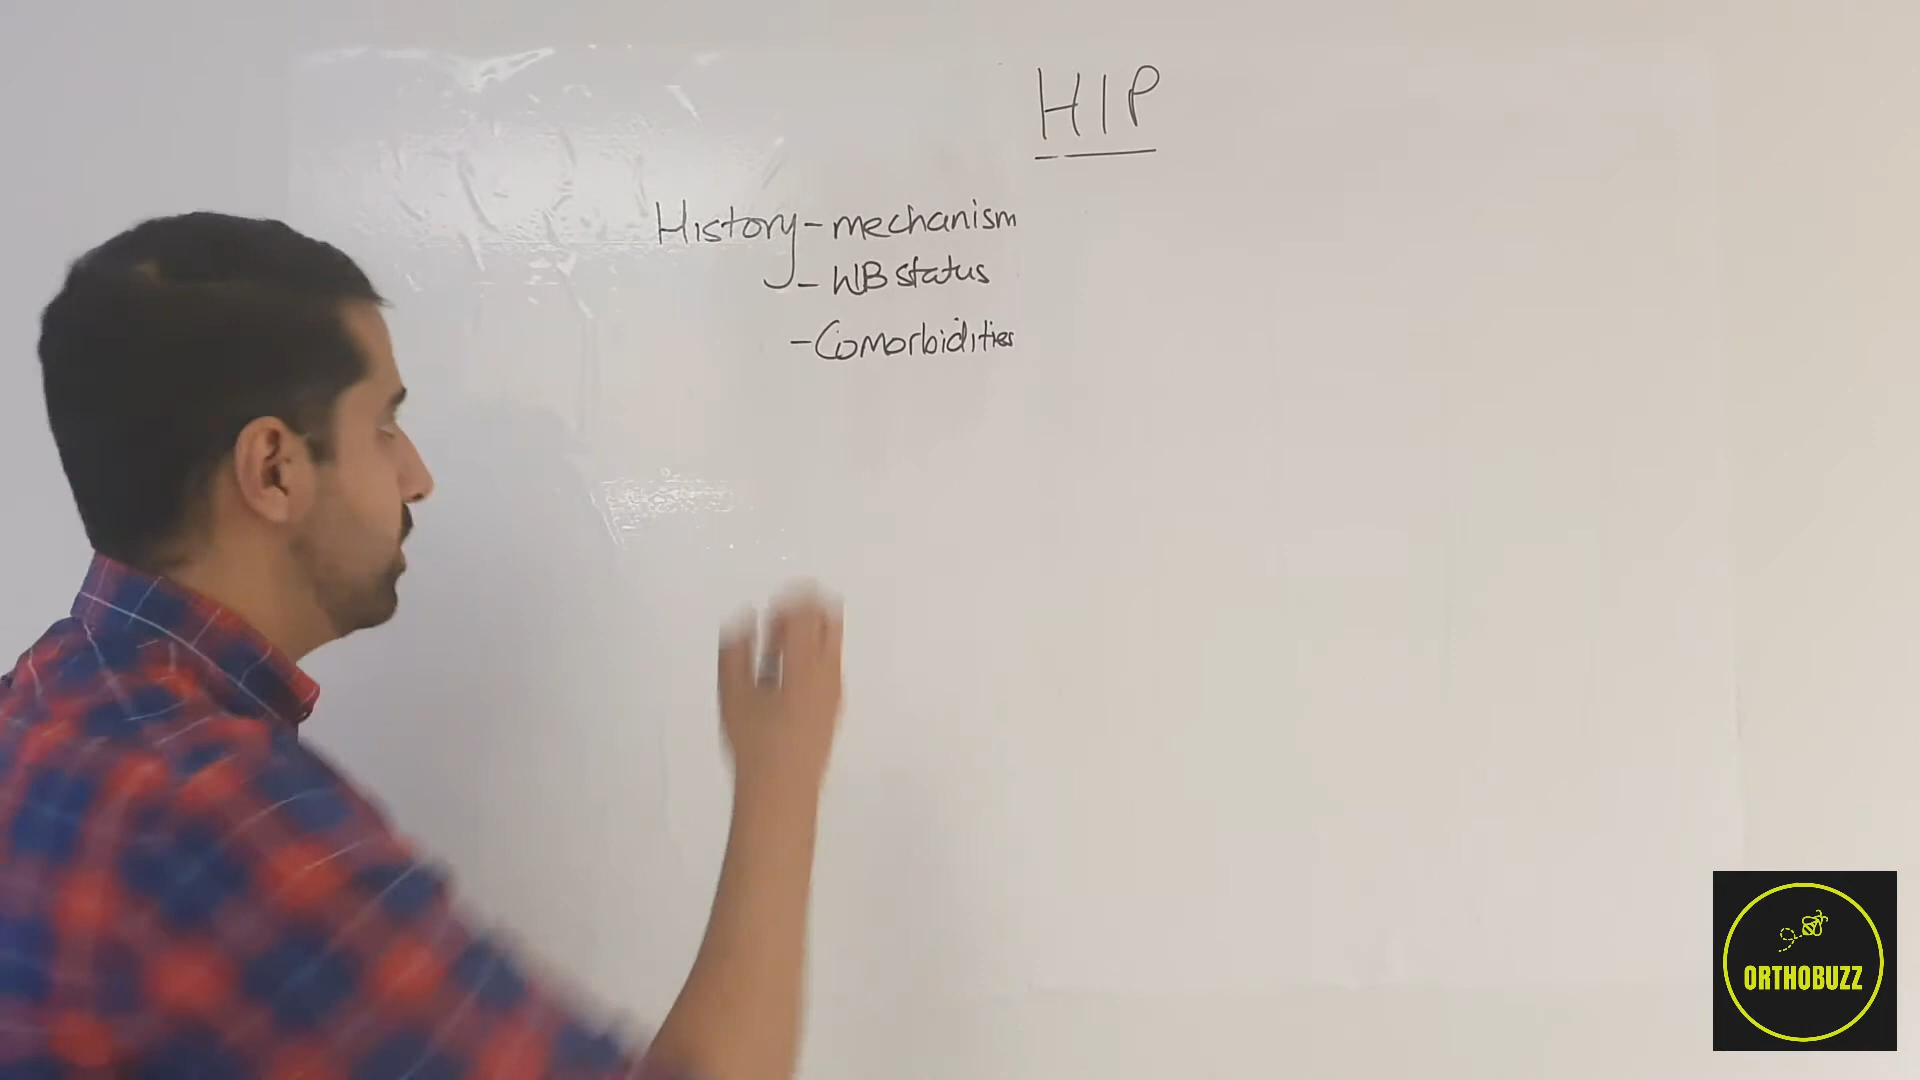 HIP
History - mechanism
- WB status
- Comorbidities
ORTHOBUZZ